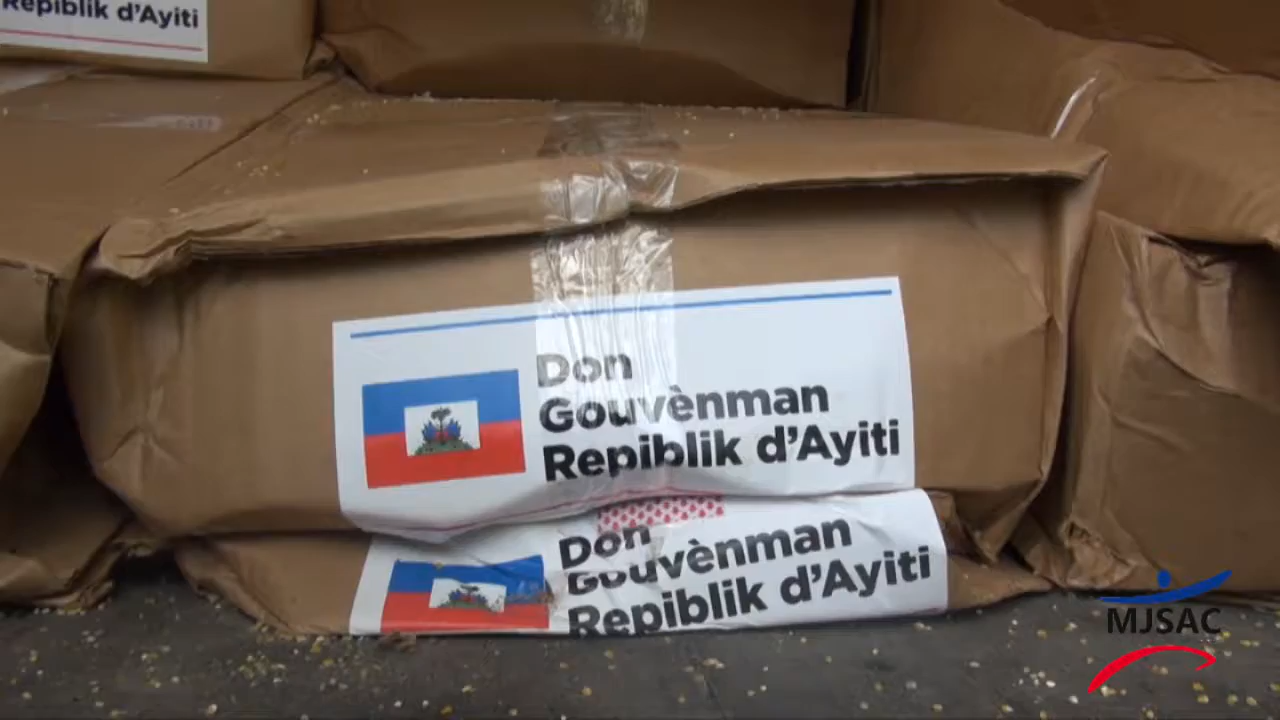 Repiblik d'Ayiti
Don
Gouvènman
Repiblik d'Ayiti
Don
Gouvènman
Repiblik d'Ayiti
MJSAC